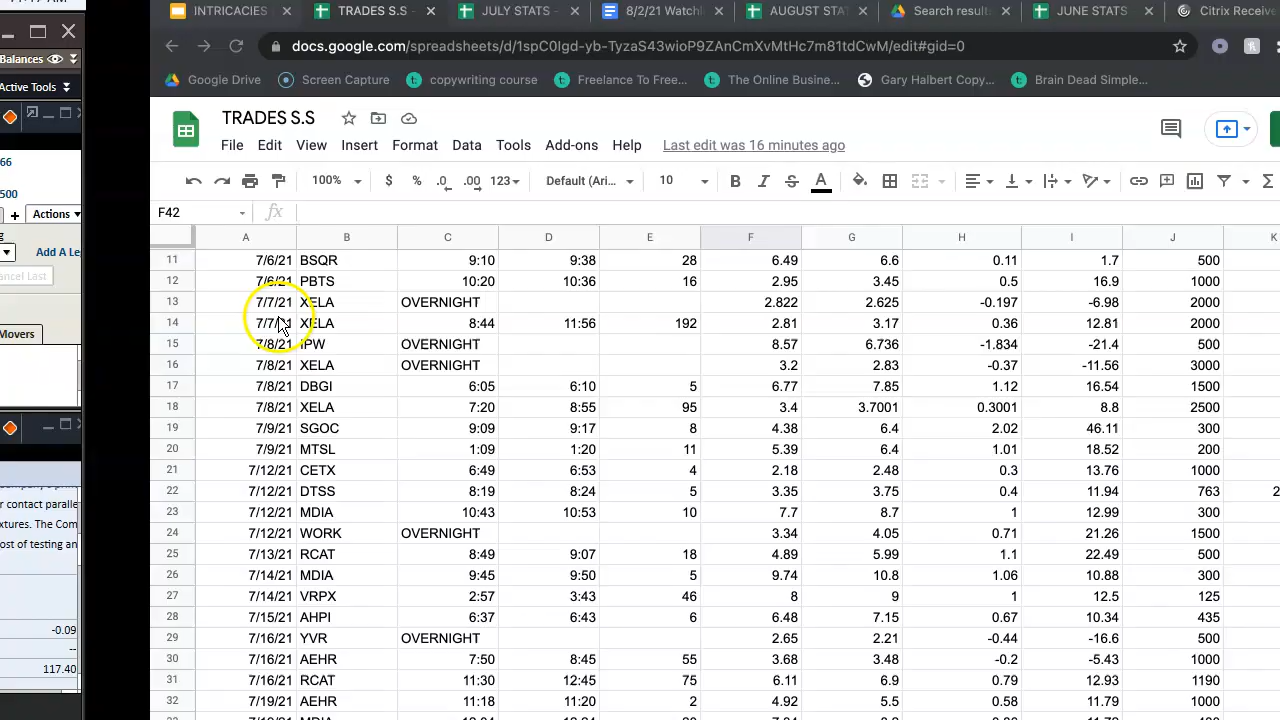 Balances
INTRICACIES
TRADES S.S
JULY STATS -
8/2/21 Watchl
AUGUST STA
Search result
JUNE STATS
Citrix Receive
docs.google.com/spreadsheets/d/1spC0Igd-yb-TyzaS43wioP9ZAnCmXvMtHc7m81tdCwM/edit#gid=0
Active Tools
Google Drive
Screen Capture
copywriting course
Freelance To Free...
The Online Busine...
Gary Halbert Copy...
Brain Dead Simple...
TRADES S.S
File Edit View Insert Format Data Tools Add-ons Help Last edit was 16 minutes ago
66
500
+ Actions
Add A Le
ancel Last
Movers
100% $ % .0 .00 123 Default (Ari... 10 B I S A Σ
F42 fx
A B C D E F G H I J K
11 7/6/21 BSQR 9:10 9:38 28 6.49 6.6 0.11 1.7 500
12 7/6/21 PBTS 10:20 10:36 16 2.95 3.45 0.5 16.9 1000
13 7/7/21 XELA OVERNIGHT 2.822 2.625 -0.197 -6.98 2000
14 7/7/21 XELA 8:44 11:56 192 2.81 3.17 0.36 12.81 2000
15 7/8/21 IPW OVERNIGHT 8.57 6.736 -1.834 -21.4 500
16 7/8/21 XELA OVERNIGHT 3.2 2.83 -0.37 -11.56 3000
17 7/8/21 DBGI 6:05 6:10 5 6.77 7.85 1.12 16.54 1500
18 7/8/21 XELA 7:20 8:55 95 3.4 3.7001 0.3001 8.8 2500
19 7/9/21 SGOC 9:09 9:17 8 4.38 6.4 2.02 46.11 300
20 7/9/21 MTSL 1:09 1:20 11 5.39 6.4 1.01 18.52 200
21 7/12/21 CETX 6:49 6:53 4 2.18 2.48 0.3 13.76 1000
22 7/12/21 DTSS 8:19 8:24 5 3.35 3.75 0.4 11.94 763 2
23 7/12/21 MDIA 10:43 10:53 10 7.7 8.7 1 12.99 300
24 7/12/21 WORK OVERNIGHT 3.34 4.05 0.71 21.26 1500
25 7/13/21 RCAT 8:49 9:07 18 4.89 5.99 1.1 22.49 500
26 7/14/21 MDIA 9:45 9:50 5 9.74 10.8 1.06 10.88 300
27 7/14/21 VRPX 2:57 3:43 46 8 9 1 12.5 125
28 7/15/21 AHPI 6:37 6:43 6 6.48 7.15 0.67 10.34 435
29 7/16/21 YVR OVERNIGHT 2.65 2.21 -0.44 -16.6 500
30 7/16/21 AEHR 7:50 8:45 55 3.68 3.48 -0.2 -5.43 1000
31 7/16/21 RCAT 11:30 12:45 75 6.11 6.9 0.79 12.93 1190
32 7/19/21 AEHR 11:18 11:20 2 4.92 5.5 0.58 11.79 1000
r contact paralle
xtures. The Com
ost of testing an
-0.09
--
117.40